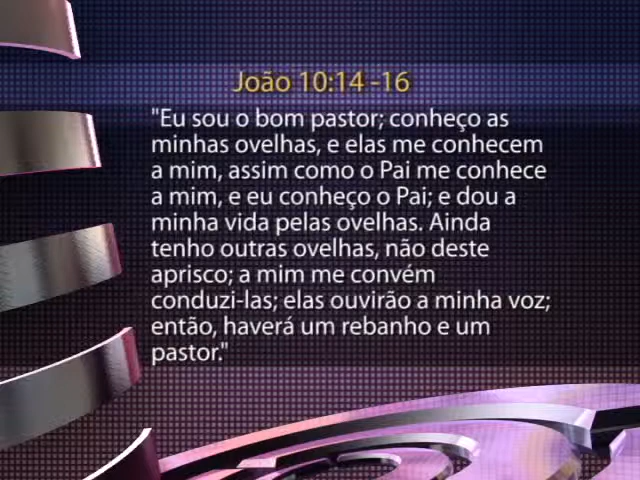 João 10:14 -16
"Eu sou o bom pastor; conheço as
minhas ovelhas, e elas me conhecem
a mim, assim como o Pai me conhece
a mim, e eu conheço o Pai; e dou a
minha vida pelas ovelhas. Ainda
tenho outras ovelhas, não deste
aprisco; a mim me convém
conduzi-las; elas ouvirão a minha voz;
então, haverá um rebanho e um
pastor."